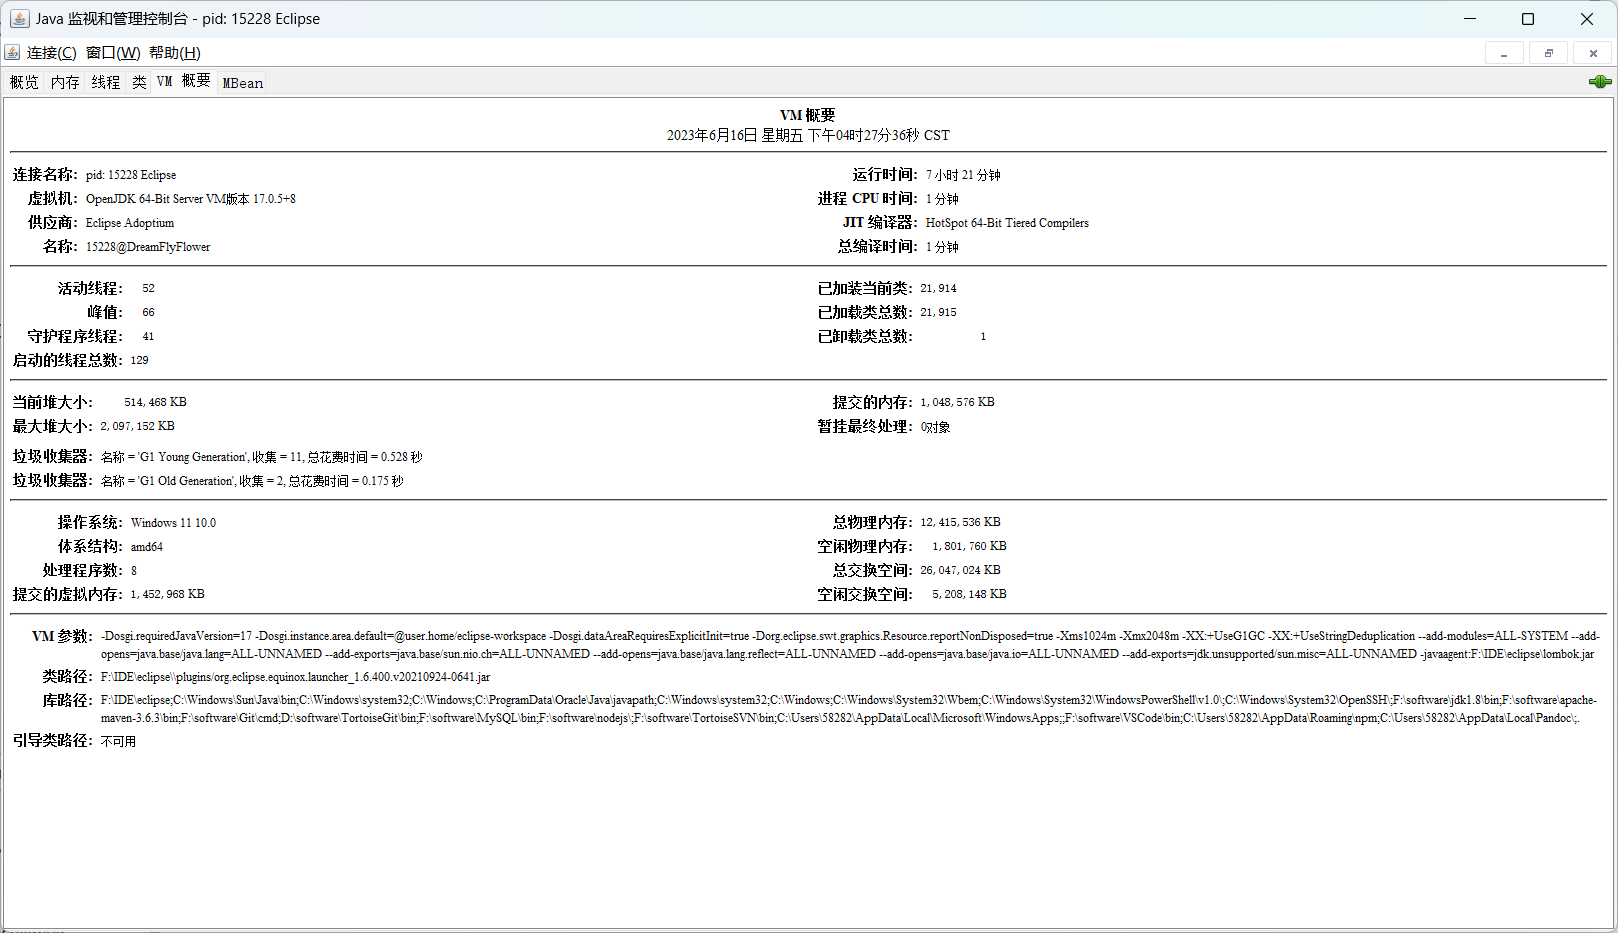 Java 监视和管理控制台 - pid: 15228 Eclipse
连接(C) 窗口(W) 帮助(H)
概览 内存 线程 类 VM 概要 MBean
VM 概要
2023年6月16日 星期五 下午04时27分36秒 CST
连接名称: pid: 15228 Eclipse 运行时间: 7 小时 21 分钟
虚拟机: OpenJDK 64-Bit Server VM版本 17.0.5+8 进程 CPU 时间: 1 分钟
供应商: Eclipse Adoptium JIT 编译器: HotSpot 64-Bit Tiered Compilers
名称: 15228@DreamFlyFlower 总编译时间: 1 分钟
活动线程: 52 已加装当前类: 21,914
峰值: 66 已加载类总数: 21,915
守护程序线程: 41 已卸载类总数: 1
启动的线程总数: 129
当前堆大小: 514,468 KB 提交的内存: 1,048,576 KB
最大堆大小: 2,097,152 KB 暂挂最终处理: 0对象
垃圾收集器: 名称 = 'G1 Young Generation', 收集 = 11, 总花费时间 = 0.528 秒
垃圾收集器: 名称 = 'G1 Old Generation', 收集 = 2, 总花费时间 = 0.175 秒
操作系统: Windows 11 10.0 总物理内存: 12,415,536 KB
体系结构: amd64 空闲物理内存: 1,801,760 KB
处理程序数: 8 总交换空间: 26,047,024 KB
提交的虚拟内存: 1,452,968 KB 空闲交换空间: 5,208,148 KB
VM 参数: -Dosgi.requiredJavaVersion=17 -Dosgi.instance.area.default=@user.home/eclipse-workspace -Dosgi.dataAreaRequiresExplicitInit=true -Dorg.eclipse.swt.graphics.Resource.reportNonDisposed=true -Xms1024m -Xmx2048m -XX:+UseG1GC -XX:+UseStringDeduplication --add-modules=ALL-SYSTEM --add-
opens=java.base/java.lang=ALL-UNNAMED --add-exports=java.base/sun.nio.ch=ALL-UNNAMED --add-opens=java.base/java.lang.reflect=ALL-UNNAMED --add-opens=java.base/java.io=ALL-UNNAMED --add-exports=jdk.unsupported/sun.misc=ALL-UNNAMED -javaagent:F:\IDE\eclipse\lombok.jar
类路径: F:\IDE\eclipse\\plugins/org.eclipse.equinox.launcher_1.6.400.v20210924-0641.jar
库路径: F:\IDE\eclipse;C:\Windows\Sun\Java\bin;C:\Windows\system32;C:\Windows;C:\ProgramData\Oracle\Java\javapath;C:\Windows\system32;C:\Windows;C:\Windows\System32\Wbem;C:\Windows\System32\WindowsPowerShell\v1.0\;C:\Windows\System32\OpenSSH\;F:\software\jdk1.8\bin;F:\software\apache-
maven-3.6.3\bin;F:\software\Git\cmd;D:\software\TortoiseGit\bin;F:\software\MySQL\bin;F:\software\nodejs\;F:\software\TortoiseSVN\bin;C:\Users\58282\AppData\Local\Microsoft\WindowsApps;;F:\software\VSCode\bin;C:\Users\58282\AppData\Roaming\npm;C:\Users\58282\AppData\Local\Pandoc\;.
引导类路径: 不可用